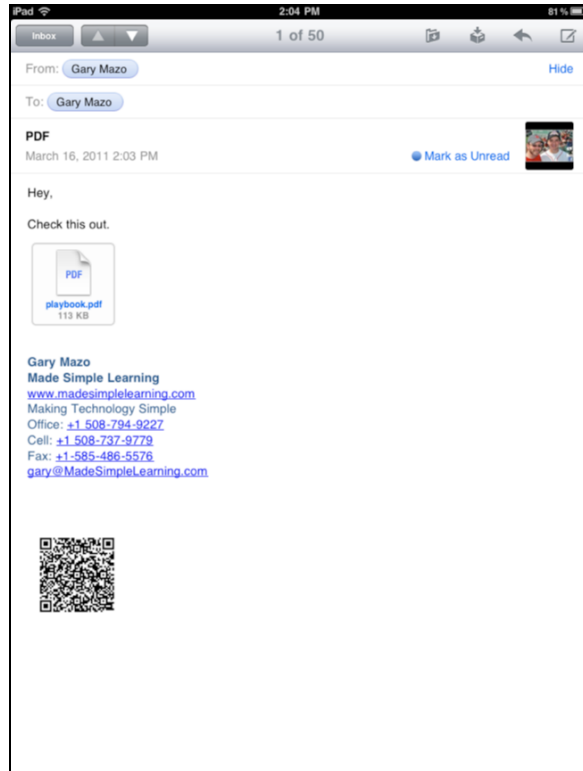 iPad 2:04 PM 81%
Inbox 1 of 50
From: Gary Mazo Hide
To: Gary Mazo
PDF
March 16, 2011 2:03 PM Mark as Unread
Hey,
Check this out.
PDF
playbook.pdf
113 KB
Gary Mazo
Made Simple Learning
www.madesimplelearning.com
Making Technology Simple
Office: +1 508-794-9227
Cell: +1 508-737-9779
Fax: +1-585-486-5576
gary@MadeSimpleLearning.com